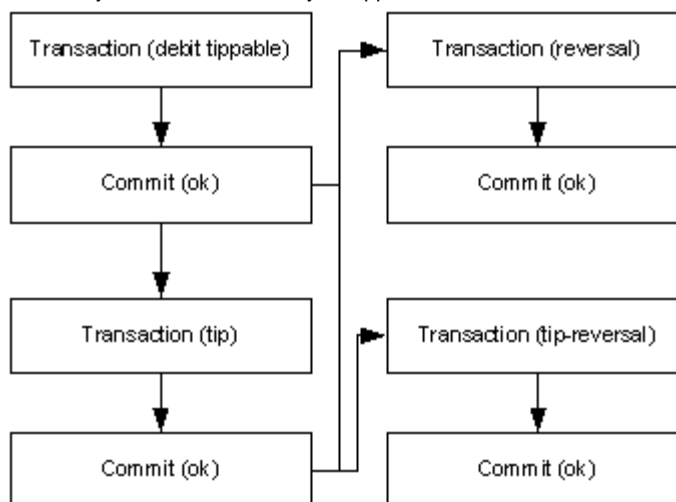 Transaction (debit tippable)
Transaction (reversal)
Commit (ok)
Commit (ok)
Transaction (tip)
Transaction (tip-reversal)
Commit (ok)
Commit (ok)